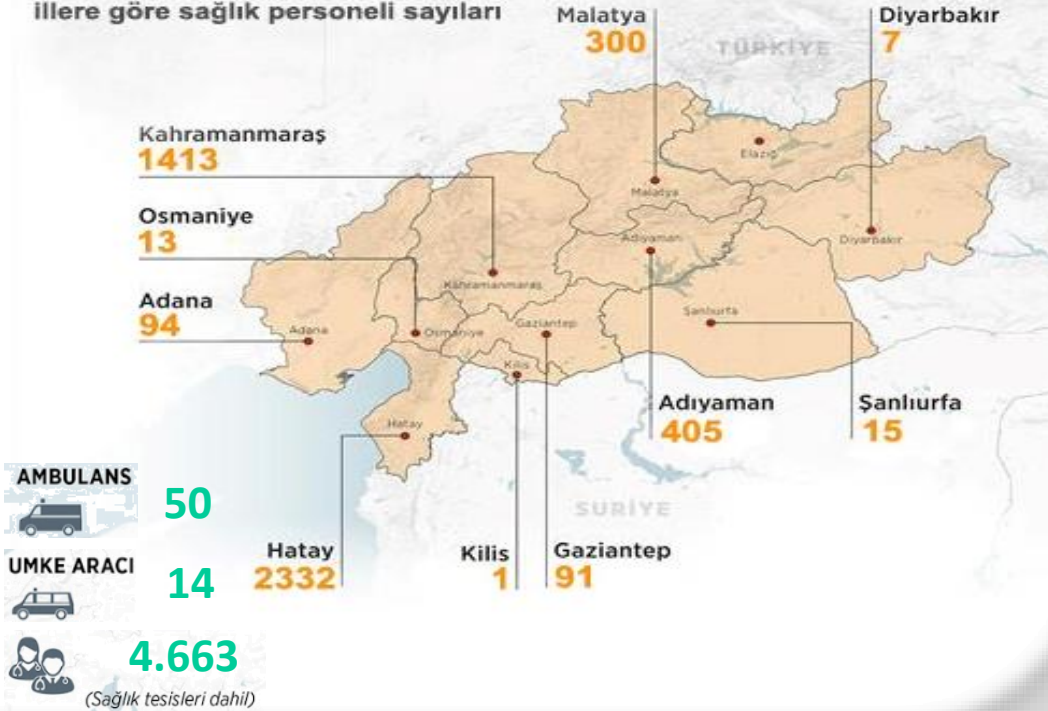 illere göre sağlık personeli sayıları
Malatya
300
Diyarbakır
7
TÜRKİYE
Kahramanmaraş
1413
Elazığ
Malatya
Osmaniye
13
Adıyaman
Diyarbakır
Kahramanmaraş
Adana
94
Şanlıurfa
Gaziantep
Adana
Osmaniye
Kilis
Adıyaman
405
Şanlıurfa
15
Hatay
AMBULANS
50
SURİYE
Hatay
2332
Kilis
1
Gaziantep
91
UMKE ARACI
14
4.663
(Sağlık tesisleri dahil)